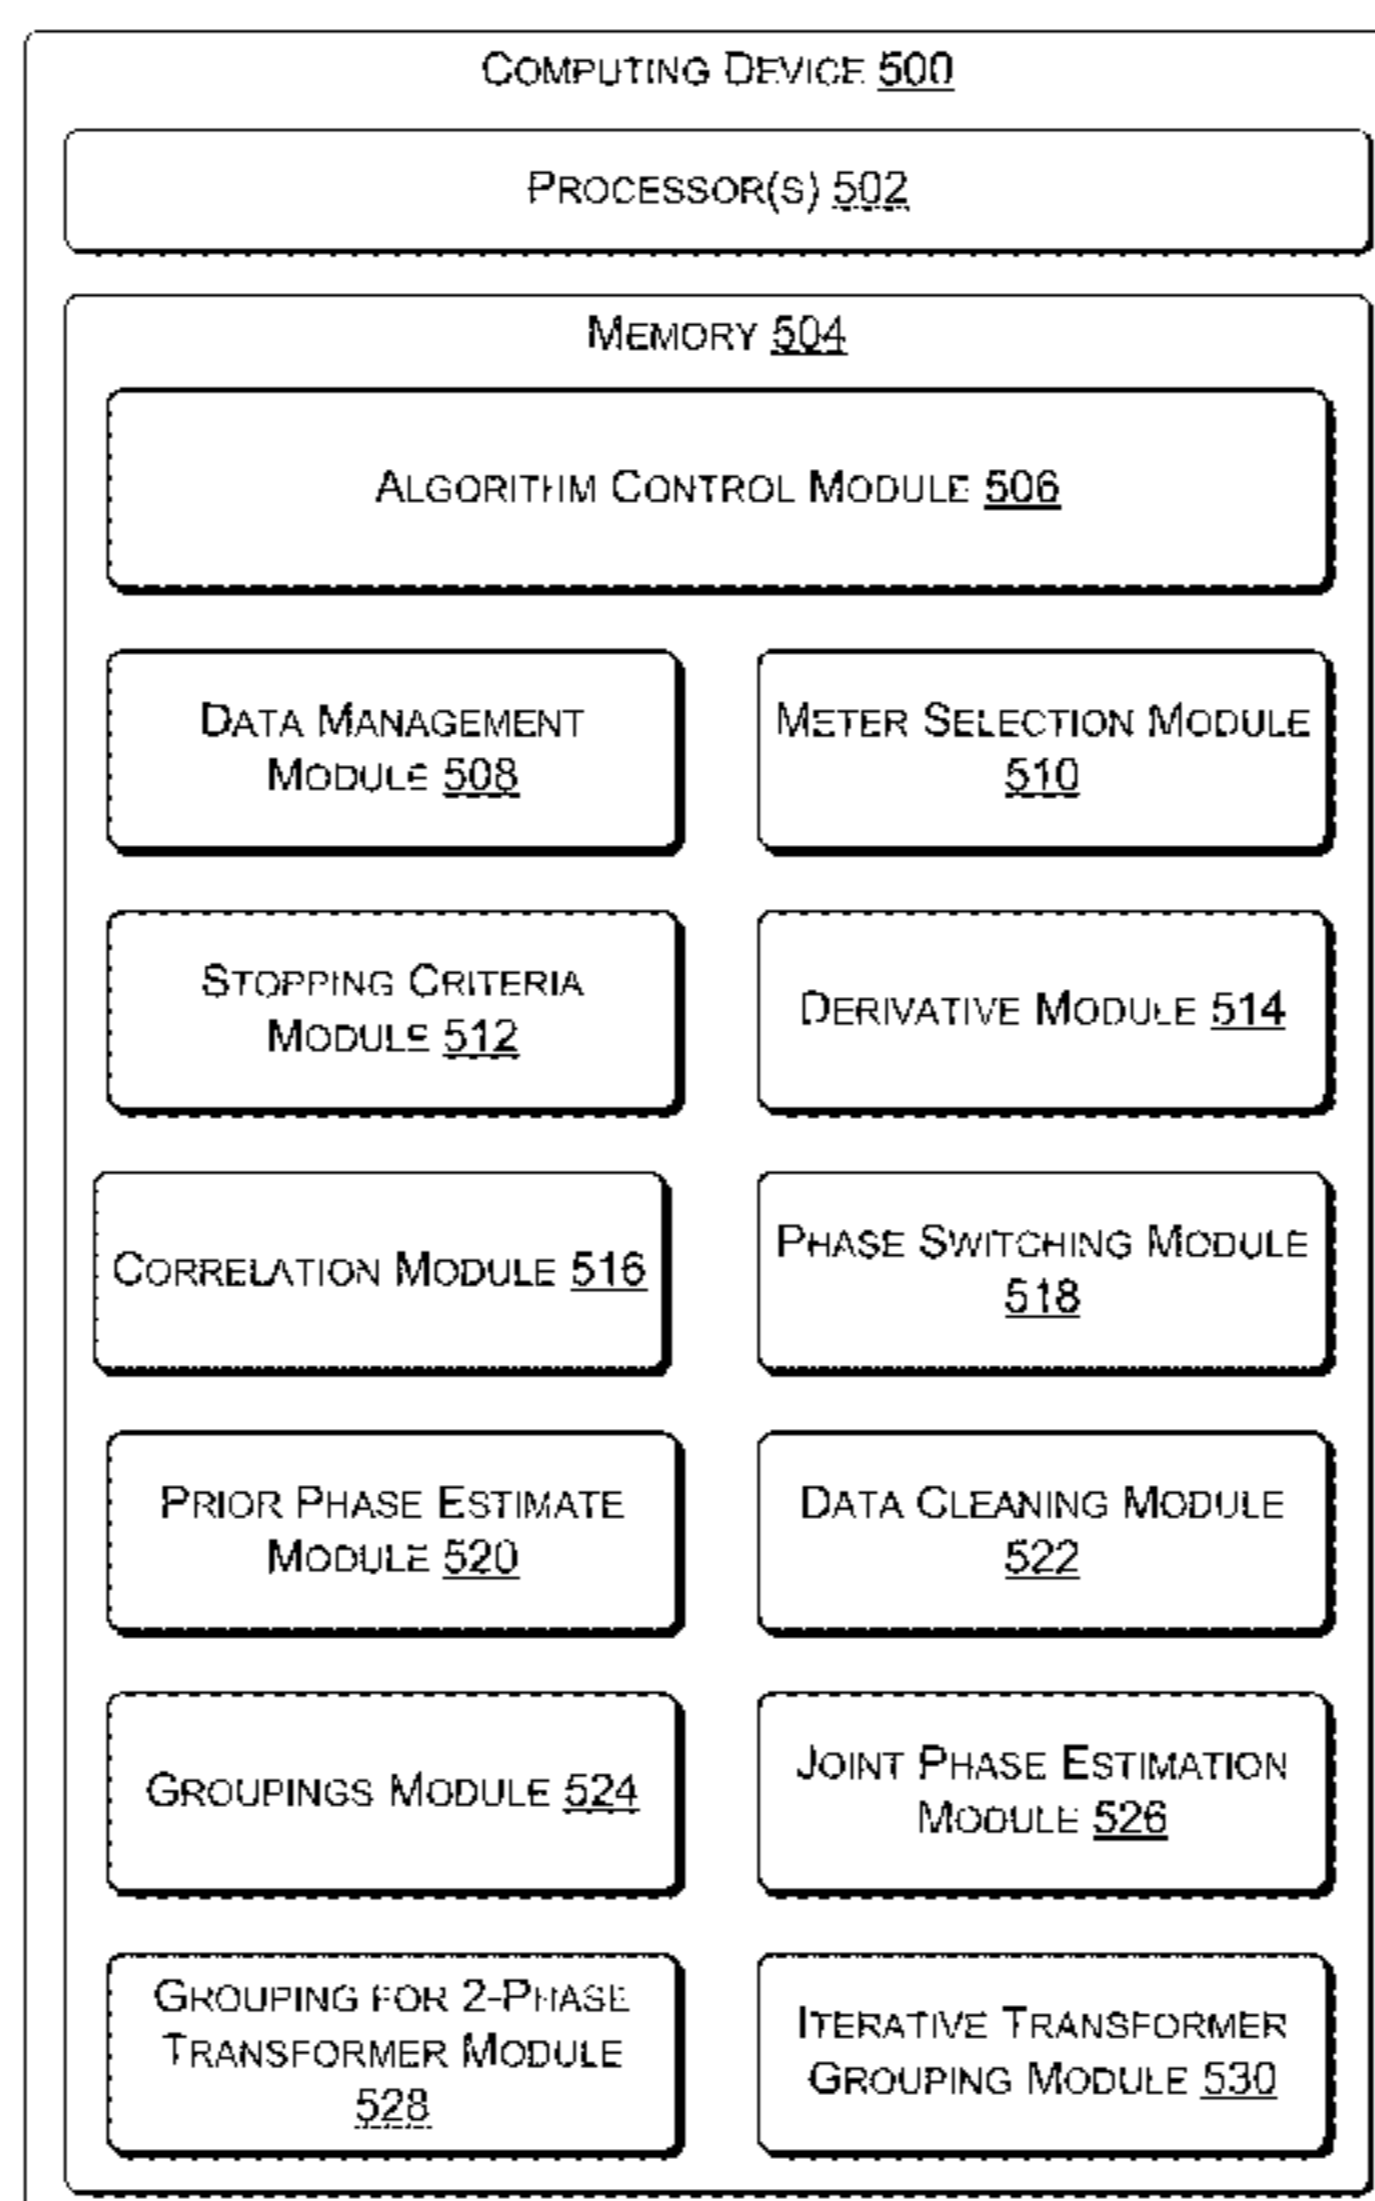 COMPUTING DEVICE 500
PROCESSOR(S) 502
MEMORY 504
ALGORITHM CONTROL MODULE 506
DATA MANAGEMENT
MODULE 508
METER SELECTION MODULE
510
STOPPING CRITERIA
MODULE 512
DERIVATIVE MODULE 514
CORRELATION MODULE 516
PHASE SWITCHING MODULE
518
PRIOR PHASE ESTIMATE
MODULE 520
DATA CLEANING MODULE
522
GROUPINGS MODULE 524
JOINT PHASE ESTIMATION
MODULE 526
GROUPING FOR 2-PHASE
TRANSFORMER MODULE
528
ITERATIVE TRANSFORMER
GROUPING MODULE 530